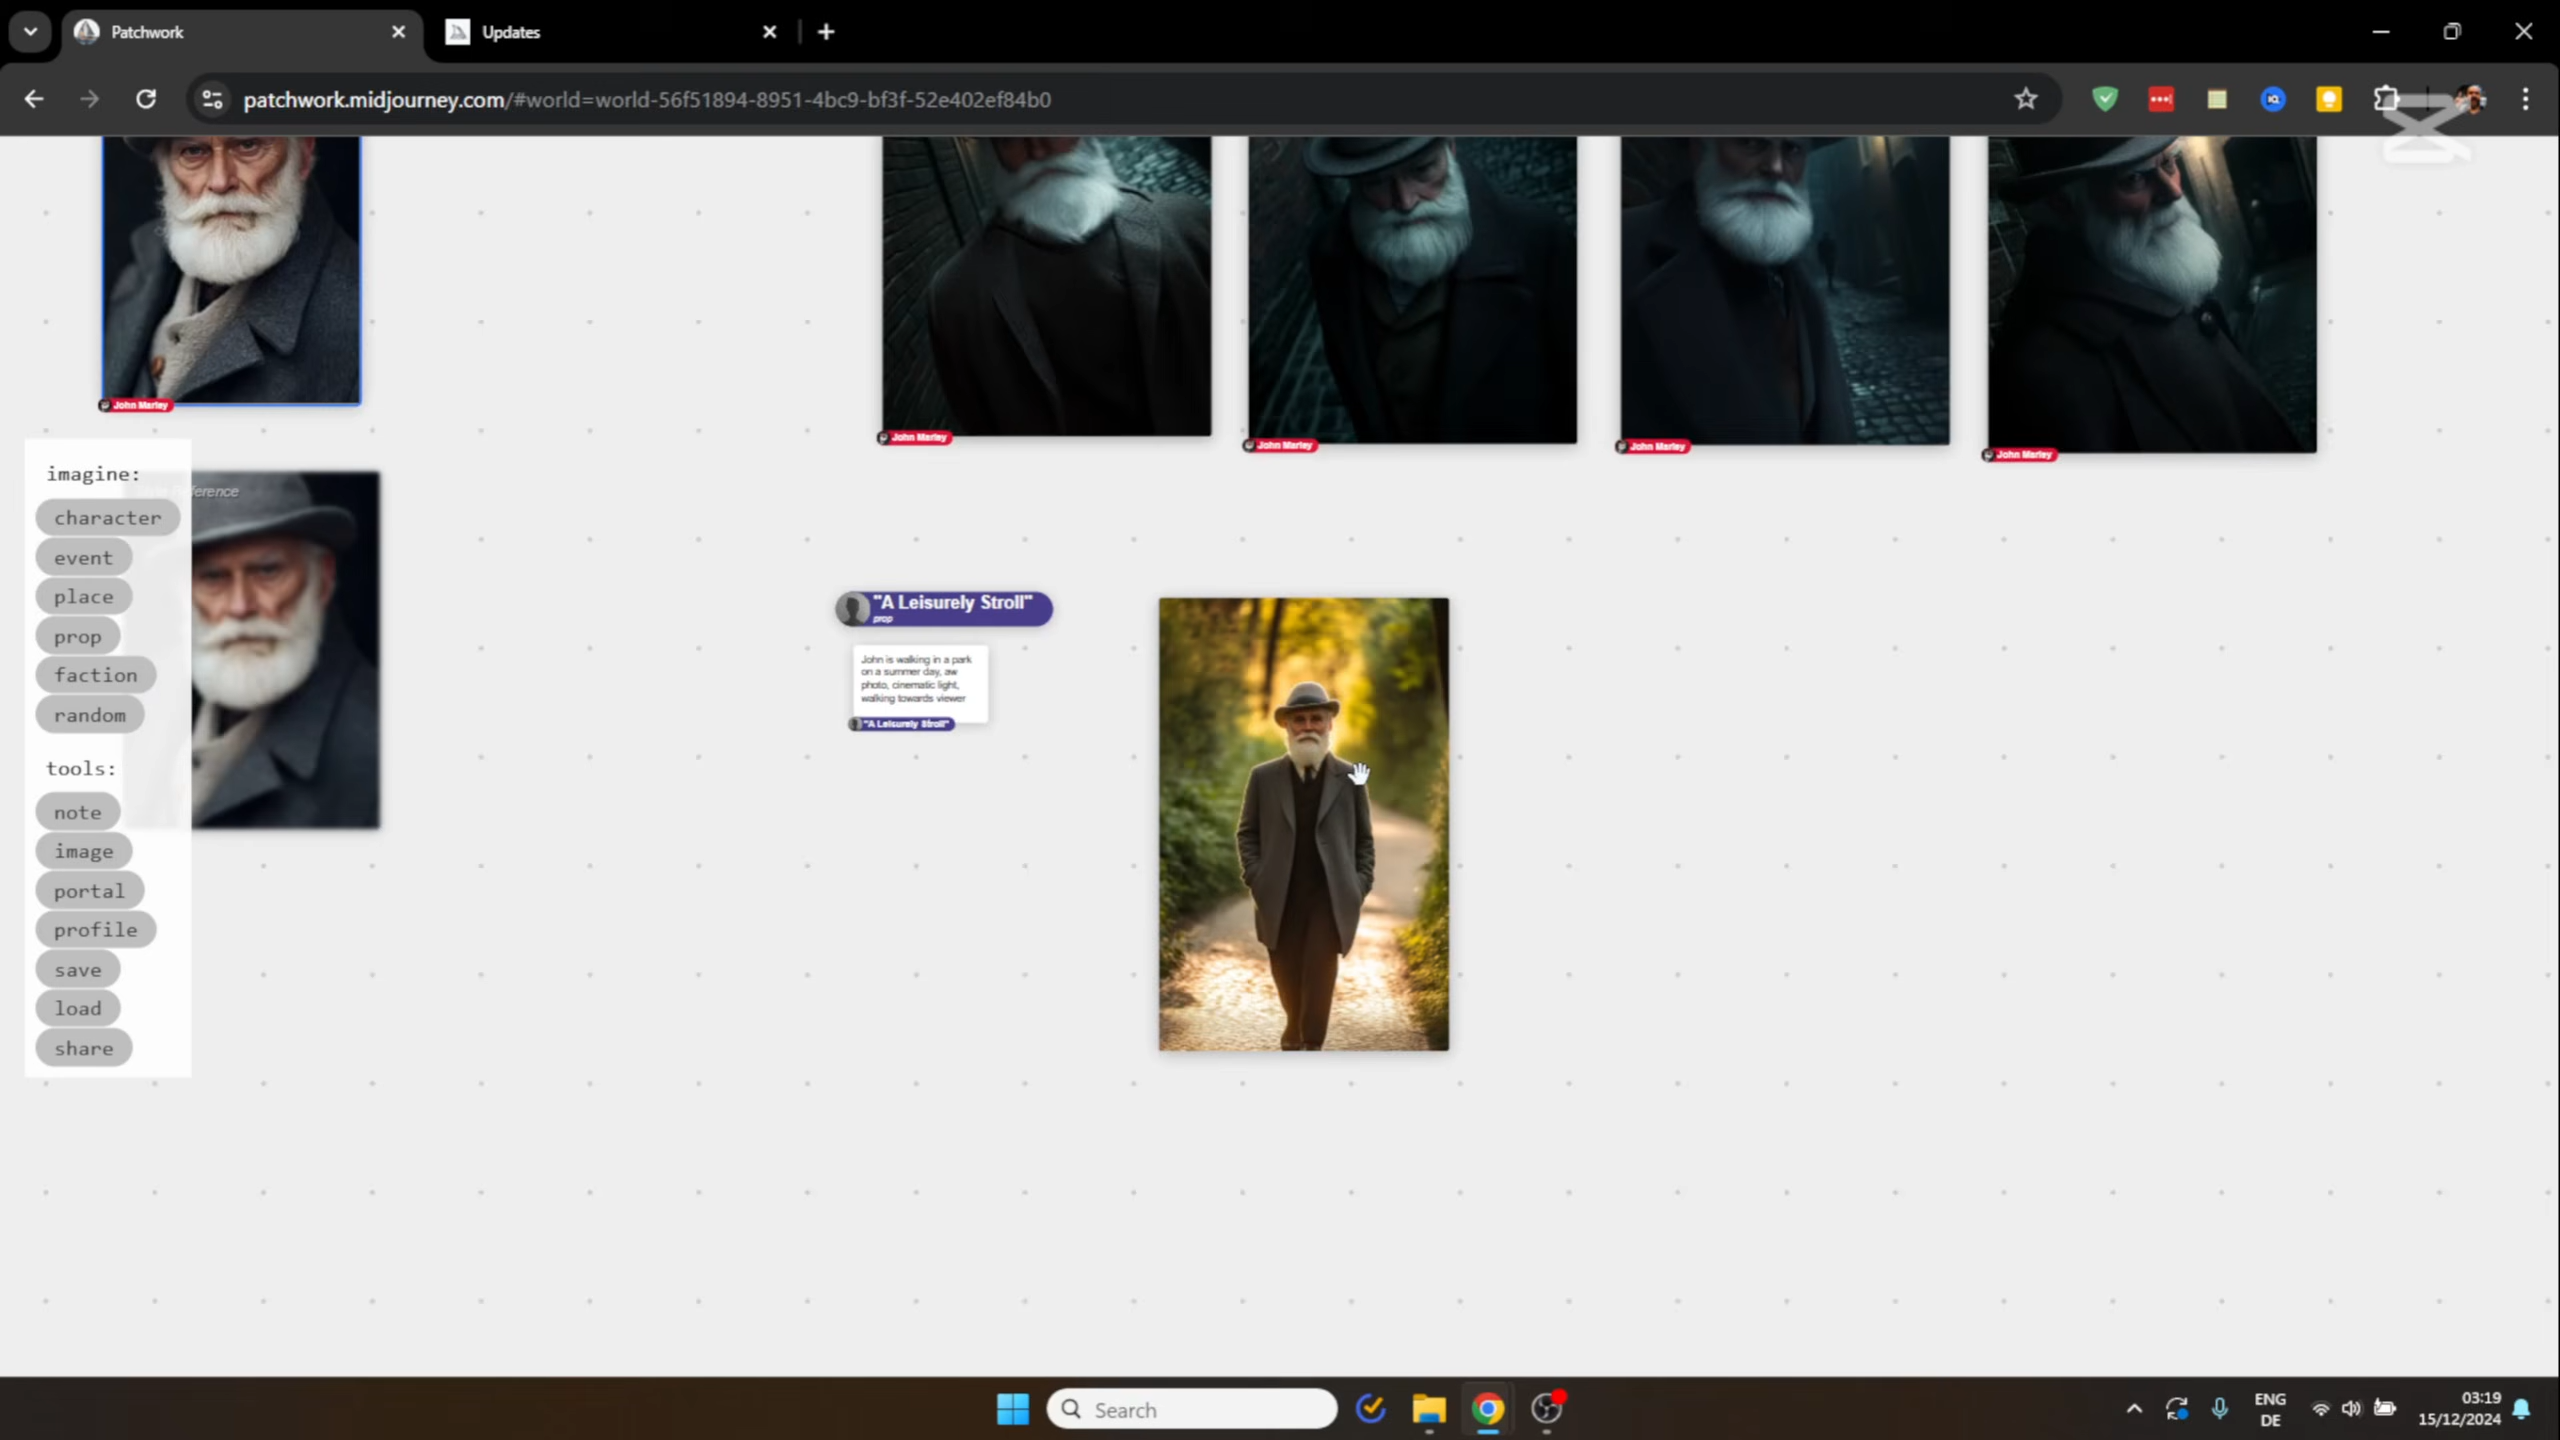 Patchwork
Updates
patchwork.midjourney.com/#world=world-56f51894-8951-4bc9-bf3f-52e402ef84b0
John Marley
John Marley
John Marley
John Marley
John Marley
imagine:
character
event
place
prop
faction
random
tools:
note
image
portal
profile
save
load
share
"A Leisurely Stroll"
prop
John is walking in a park
on a summer day, aw
photo, cinematic light,
walking towards viewer
"A Leisurely Stroll"
Search
ENG
DE
03:19
15/12/2024